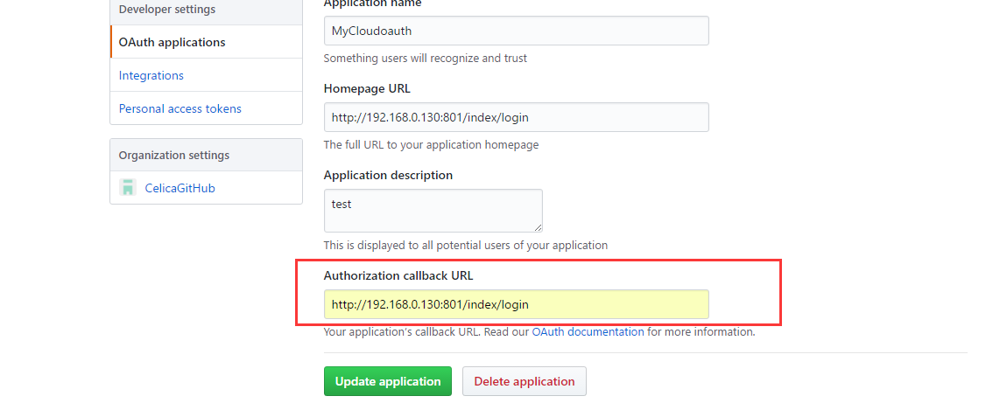 Developer settings
OAuth applications
Integrations
Personal access tokens
Organization settings
CelicaGitHub
Application name
MyCloudoauth
Something users will recognize and trust
Homepage URL
http://192.168.0.130:801/index/login
The full URL to your application homepage
Application description
test
This is displayed to all potential users of your application
Authorization callback URL
http://192.168.0.130:801/index/login
Your application's callback URL. Read our OAuth documentation for more information.
Update application
Delete application